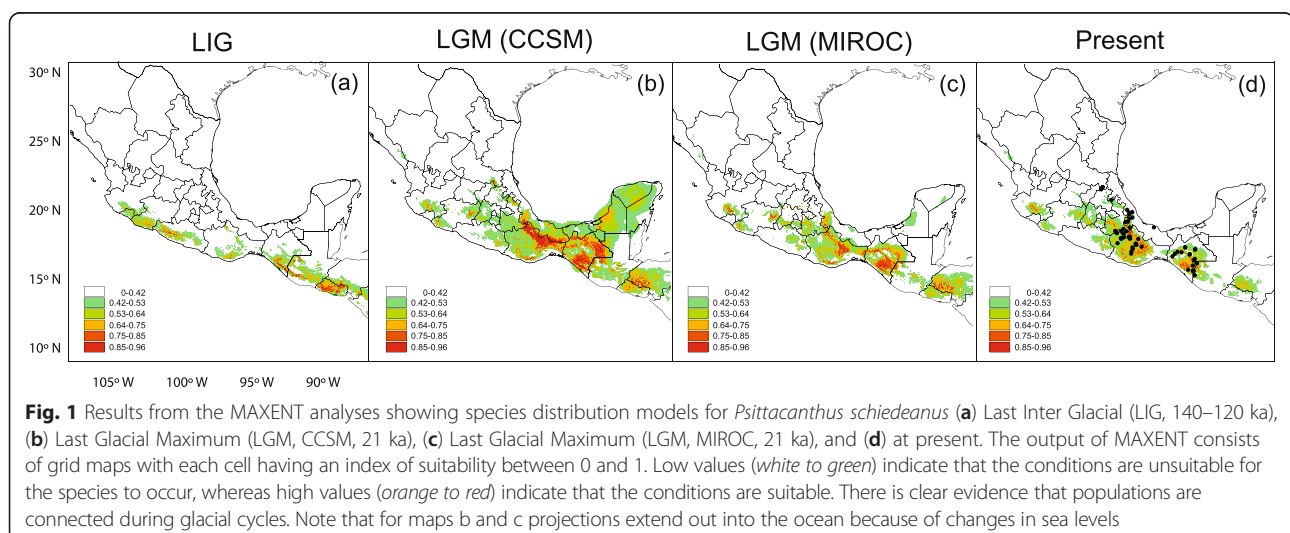 LIG
LGM (CCSM)
LGM (MIROC)
Present
30º N
25º N
20º N
15º N
10º N
(a)
(b)
(c)
(d)
0-0.42
0.42-0.53
0.53-0.64
0.64-0.75
0.75-0.85
0.85-0.96
0-0.42
0.42-0.53
0.53-0.64
0.64-0.75
0.75-0.85
0.85-0.96
0-0.42
0.42-0.53
0.53-0.64
0.64-0.75
0.75-0.85
0.85-0.96
0-0.42
0.42-0.53
0.53-0.64
0.64-0.75
0.75-0.85
0.85-0.96
105º W 100º W 95º W 90º W
Fig. 1 Results from the MAXENT analyses showing species distribution models for Psittacanthus schiedeanus (a) Last Inter Glacial (LIG, 140–120 ka),
(b) Last Glacial Maximum (LGM, CCSM, 21 ka), (c) Last Glacial Maximum (LGM, MIROC, 21 ka), and (d) at present. The output of MAXENT consists
of grid maps with each cell having an index of suitability between 0 and 1. Low values (white to green) indicate that the conditions are unsuitable for
the species to occur, whereas high values (orange to red) indicate that the conditions are suitable. There is clear evidence that populations are
connected during glacial cycles. Note that for maps b and c projections extend out into the ocean because of changes in sea levels